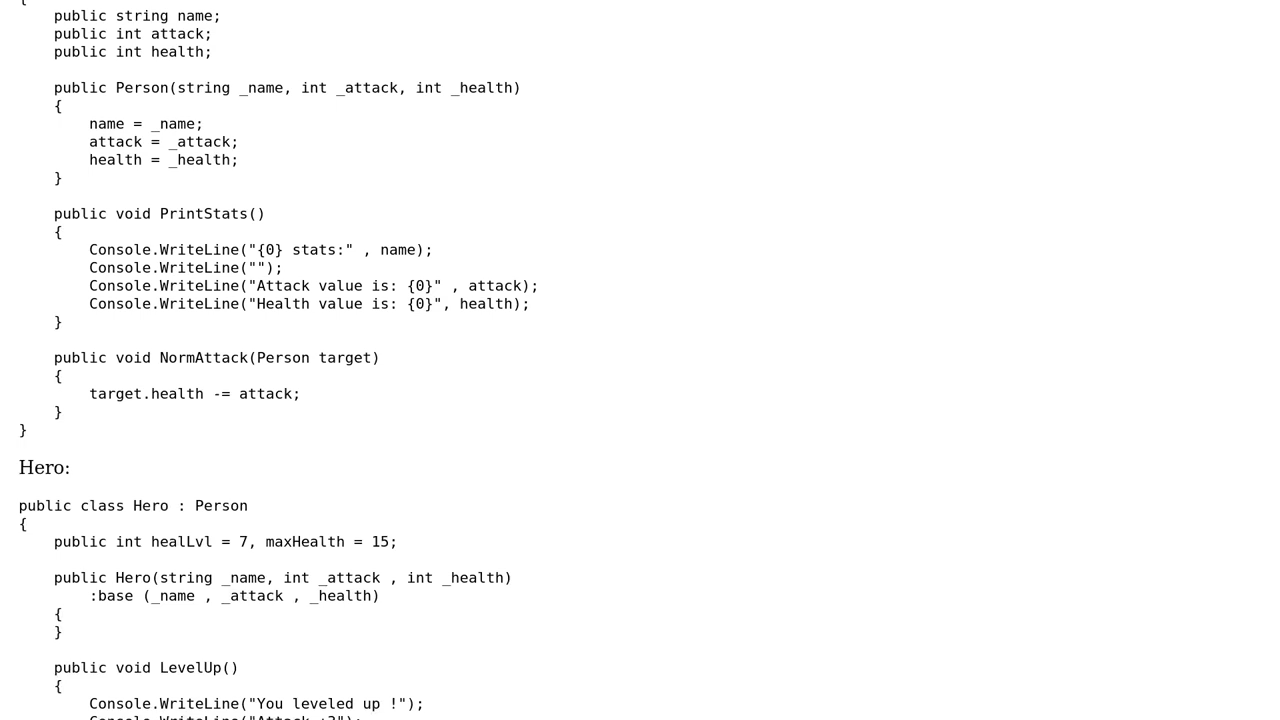 {
    public string name;
    public int attack;
    public int health;

    public Person(string _name, int _attack, int _health)
    {
        name = _name;
        attack = _attack;
        health = _health;
    }

    public void PrintStats()
    {
        Console.WriteLine("{0} stats:" , name);
        Console.WriteLine("");
        Console.WriteLine("Attack value is: {0}" , attack);
        Console.WriteLine("Health value is: {0}", health);
    }

    public void NormAttack(Person target)
    {
        target.health -= attack;
    }
}
Hero:
public class Hero : Person
{
    public int healLvl = 7, maxHealth = 15;

    public Hero(string _name, int _attack , int _health)
        :base (_name , _attack , _health)
    {
    }

    public void LevelUp()
    {
        Console.WriteLine("You leveled up !");